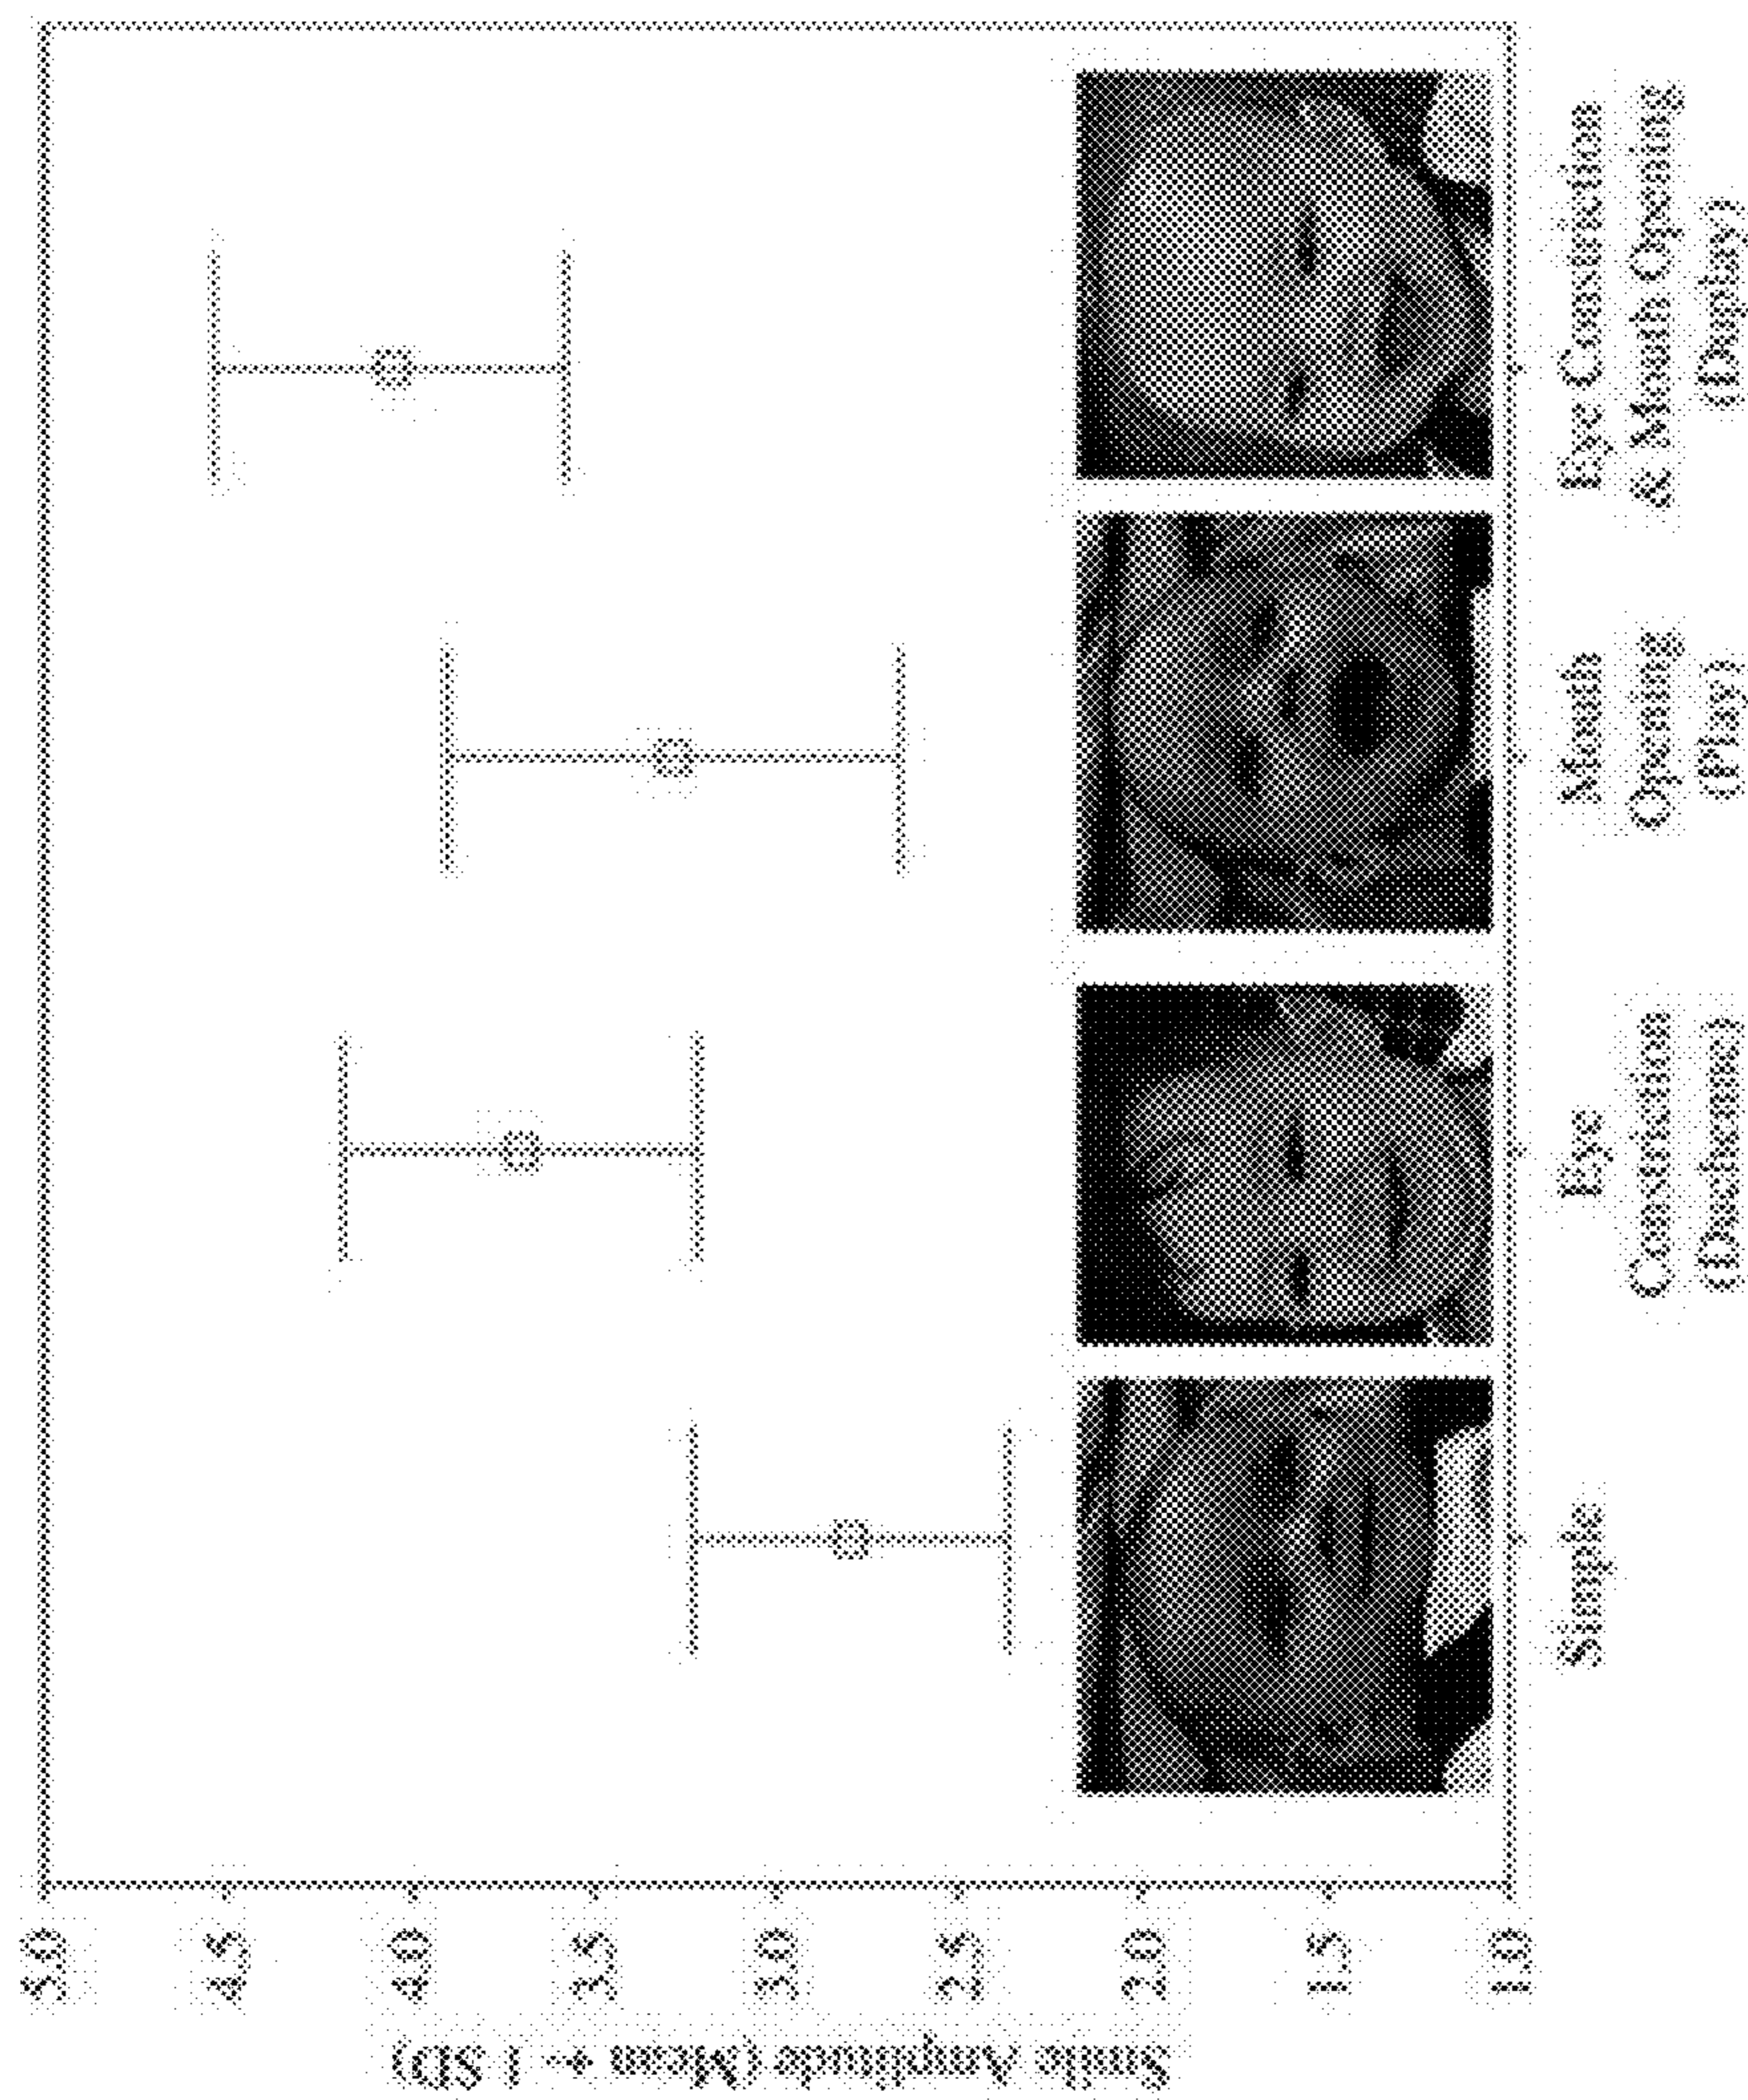 Smile Amplitude (Mean +- 1 SD)
5.0
4.5
4.0
3.5
3.0
2.5
2.0
1.5
1.0
Simple
Eye
Constriction
(Duchenne)
Mouth
Opening
(Play)
Eye Constriction
& Mouth Opening
(Duplay)